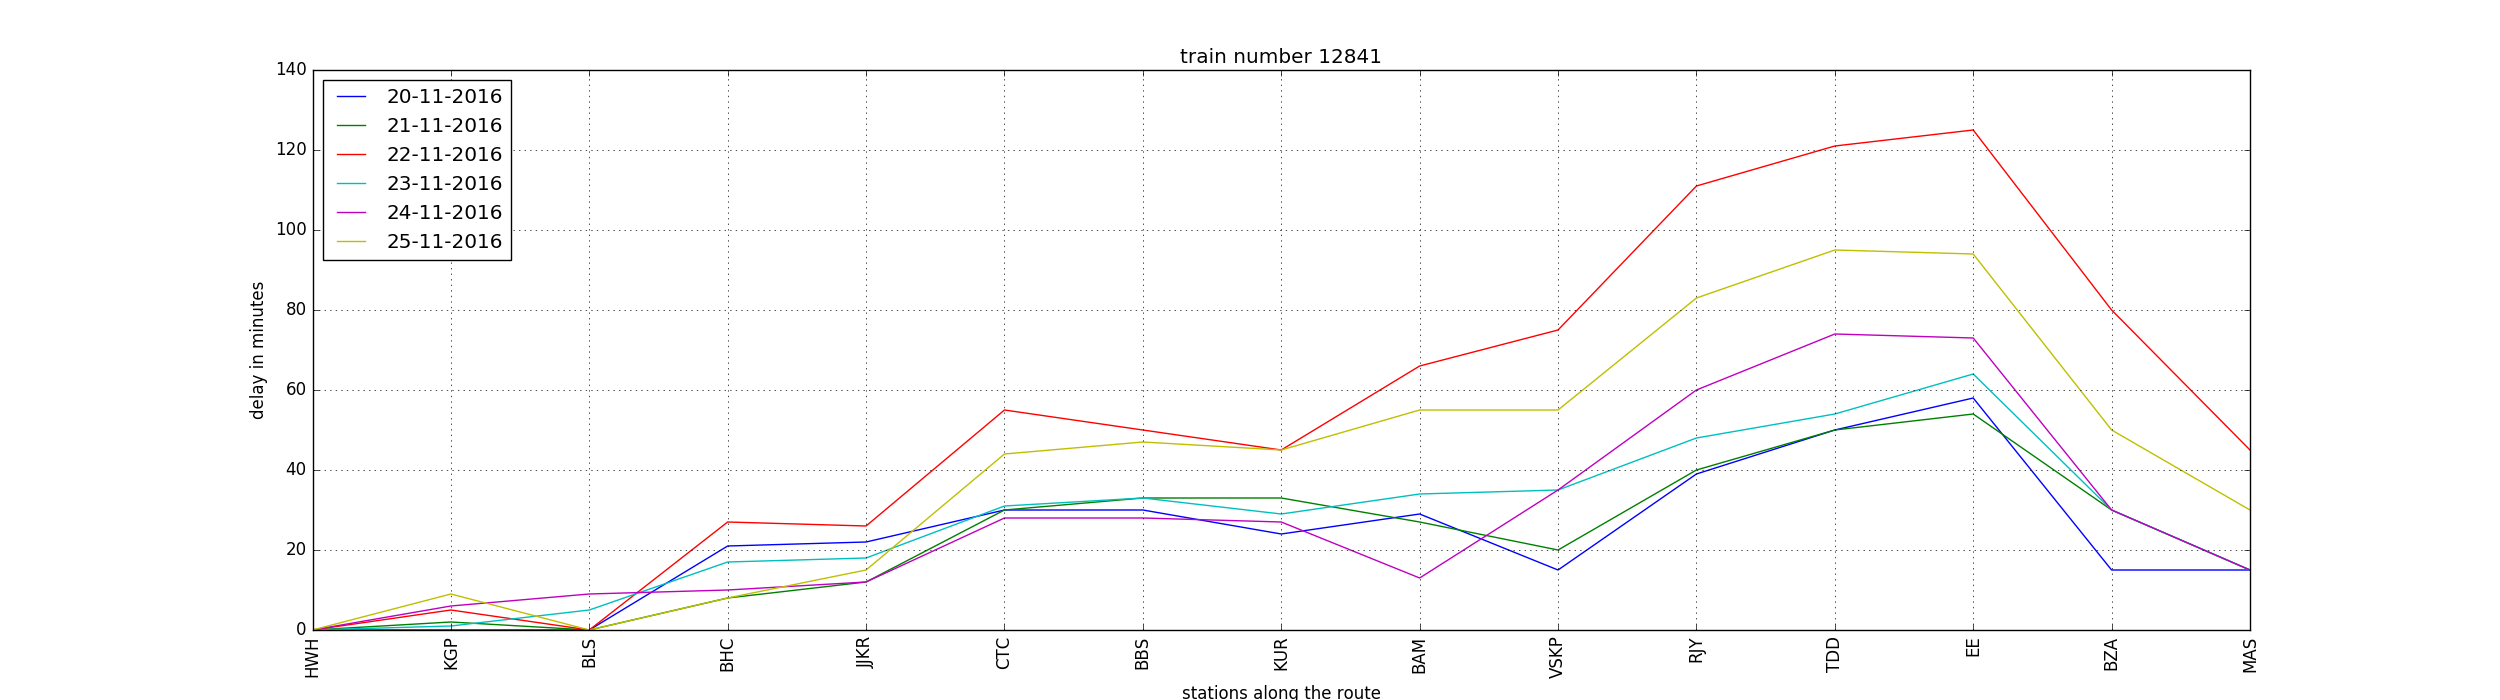 train number 12841
140
120
100
80
60
40
20
0
delay in minutes
20-11-2016
21-11-2016
22-11-2016
23-11-2016
24-11-2016
25-11-2016
HWH
KGP
BLS
BHC
JJKR
CTC
BBS
KUR
BAM
VSKP
RJY
TDD
EE
BZA
MAS
stations along the route